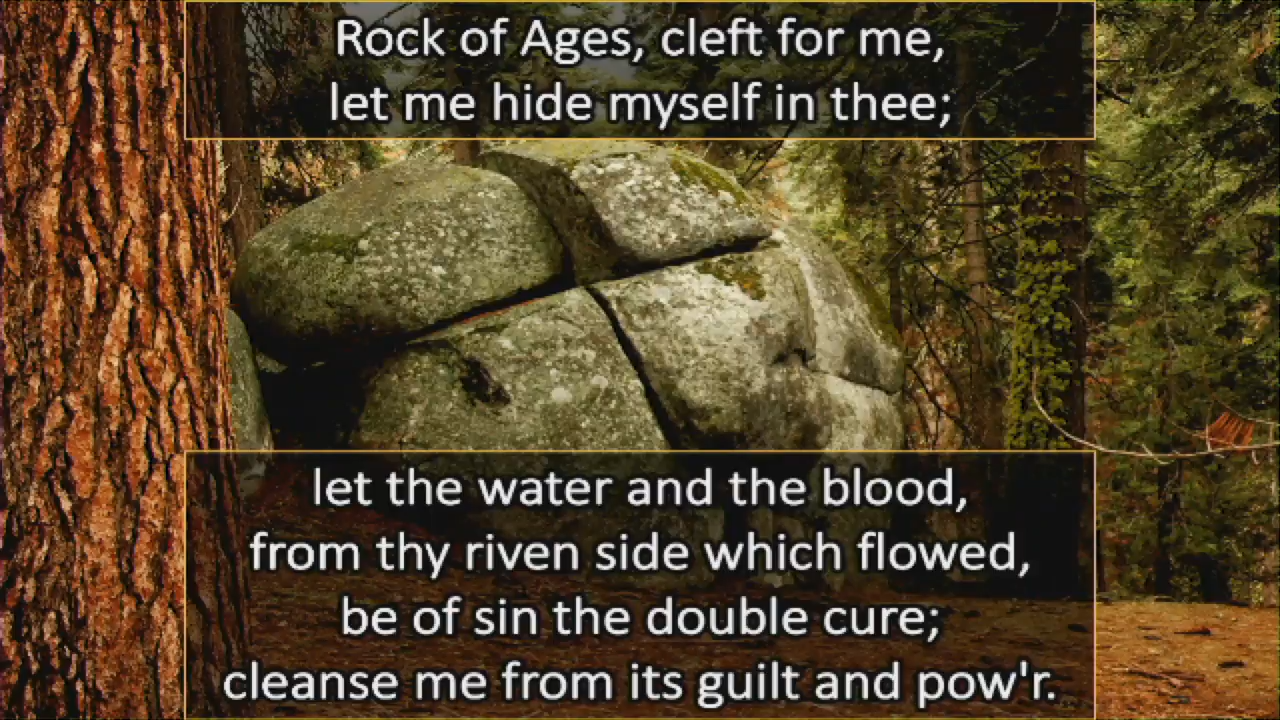 Rock of Ages, cleft for me,
let me hide myself in thee;
let the water and the blood,
from thy riven side which flowed,
be of sin the double cure;
cleanse me from its guilt and pow'r.